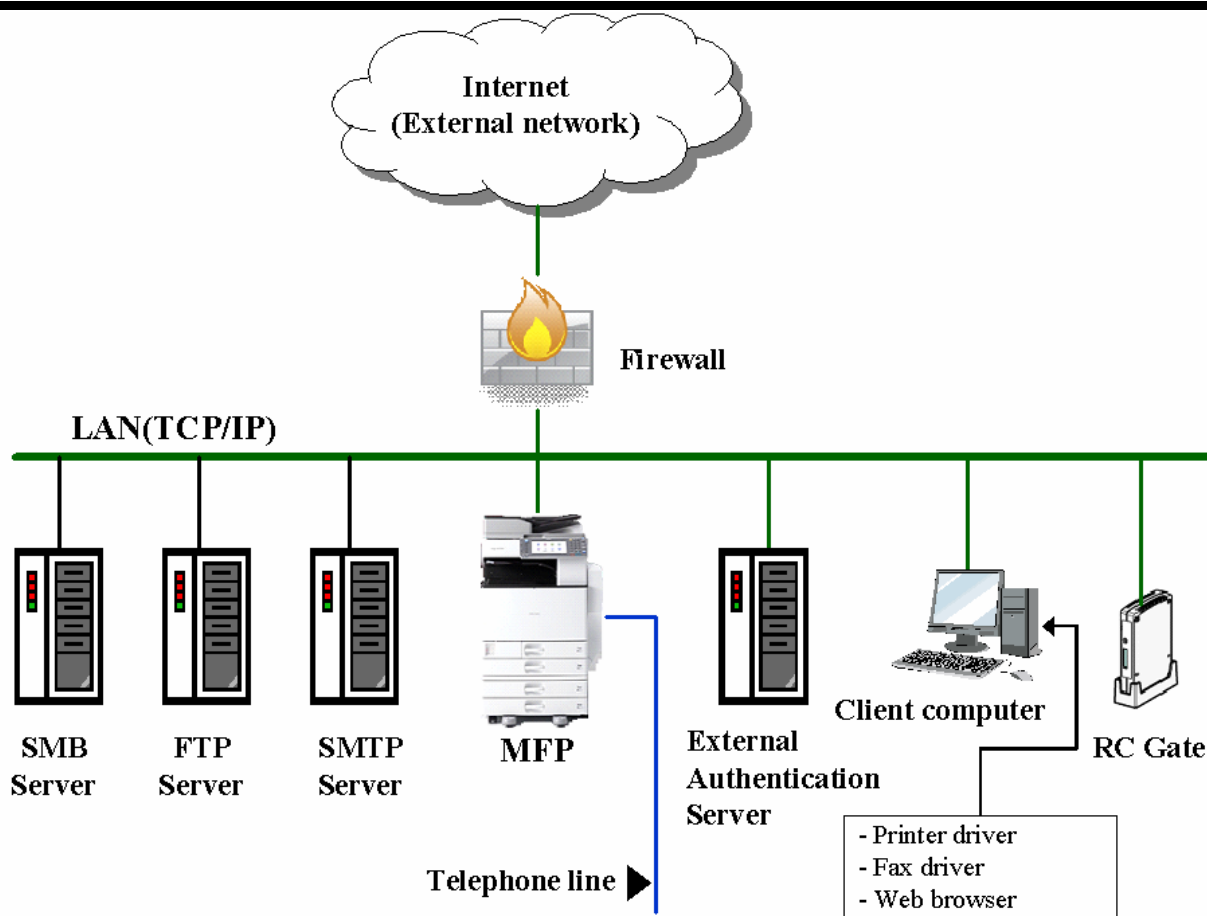 Internet
(External network)
Firewall
LAN(TCP/IP)
SMB
Server
FTP
Server
SMTP
Server
MFP
External
Authentication
Server
Client computer
RC Gate
- Printer driver
- Fax driver
- Web browser
Telephone line